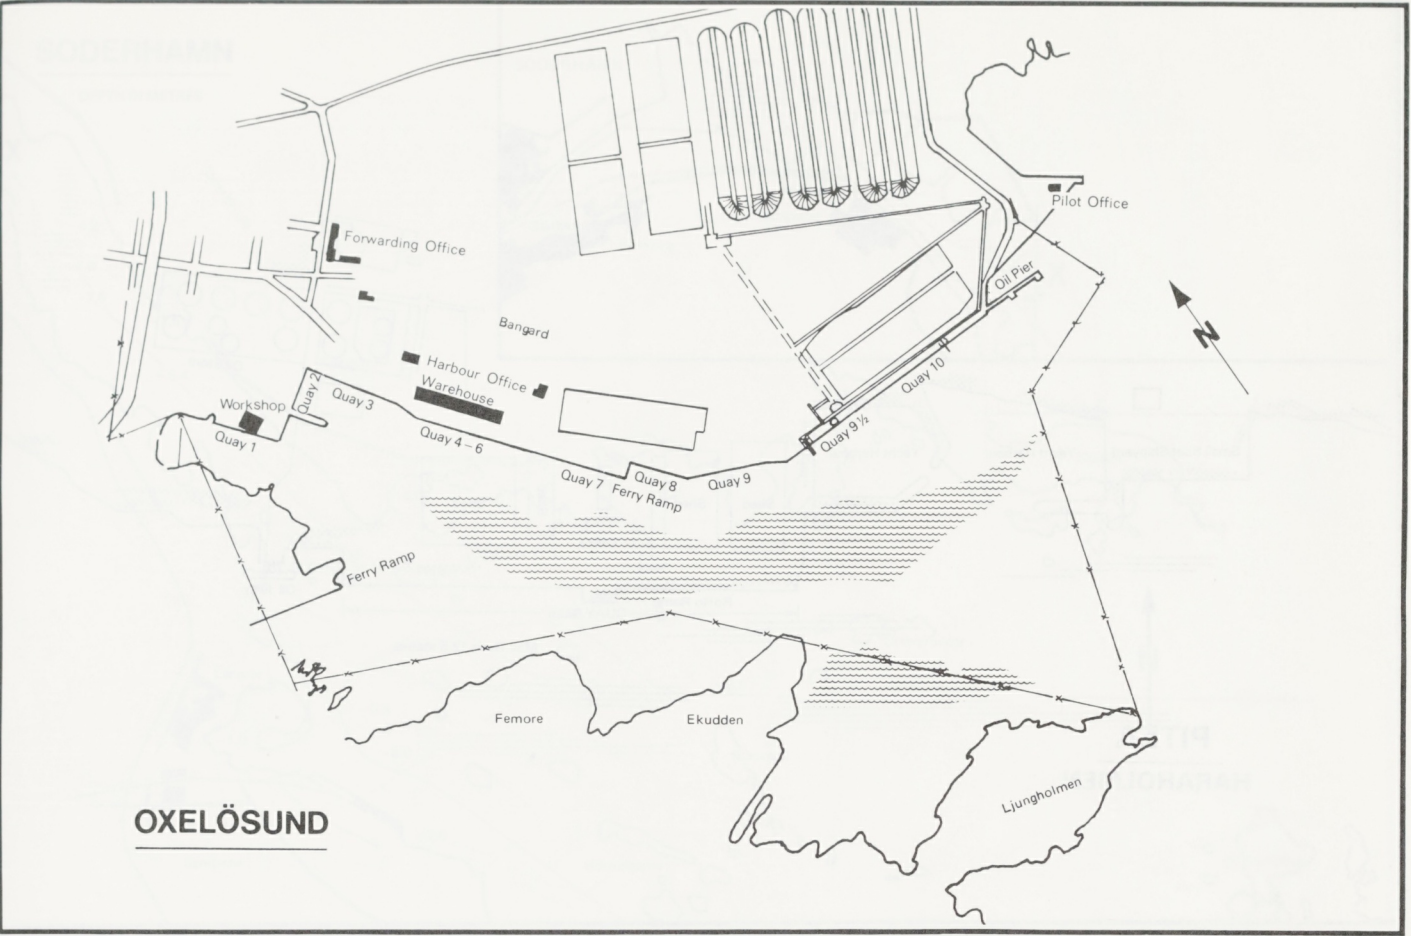 Pilot Office
Forwarding Office
Oil Pier
N
Bangard
Harbour Office
Warehouse
Quay 10
Quay 2
Quay 3
Workshop
Quay 1
Quay 4-6
Quay 9 1/2
Quay 7
Ferry Ramp
Quay 8
Quay 9
Ferry Ramp
Femore
Ekudden
Ljungholmen
OXELÖSUND